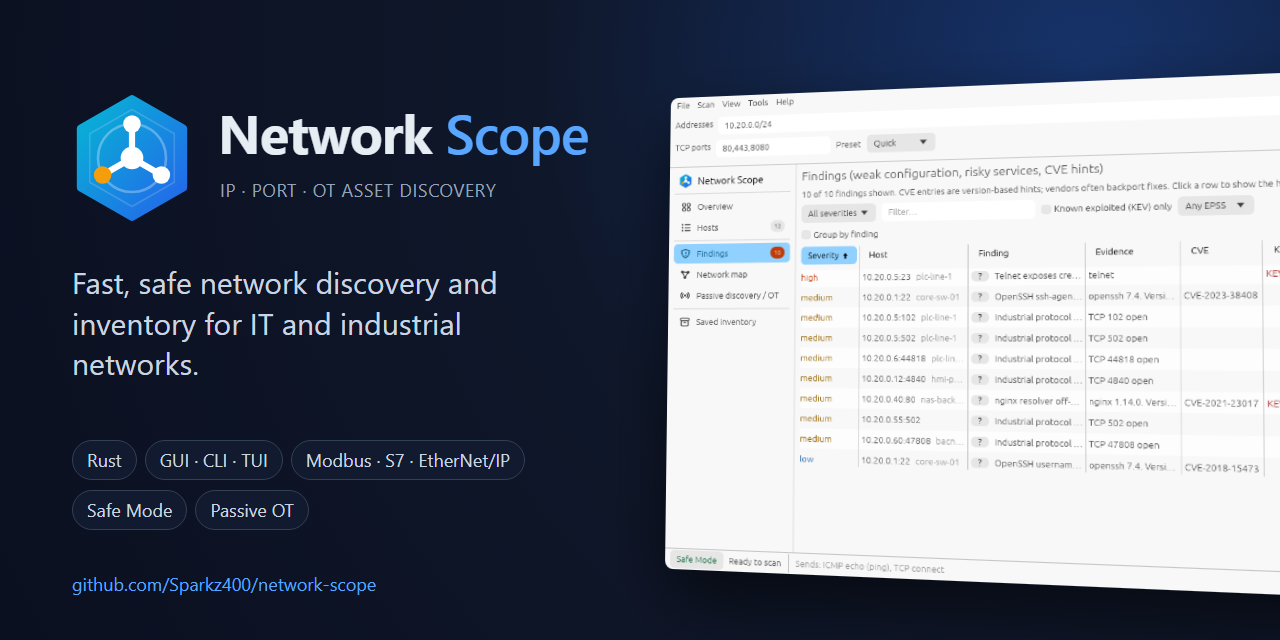 Network Scope
IP · PORT · OT ASSET DISCOVERY
Fast, safe network discovery and
inventory for IT and industrial
networks.
Rust
GUI · CLI · TUI
Modbus · S7 · EtherNet/IP
Safe Mode
Passive OT
github.com/Sparkz400/network-scope
File Scan View Tools Help
Addresses 10.20.0.0/24
TCP ports 80,443,8080 Preset Quick
Network Scope
Overview
Hosts 12
Findings 10
Network map
Passive discovery / OT
Saved inventory
Findings (weak configuration, risky services, CVE hints)
10 of 10 findings shown. CVE entries are version-based hints; vendors often backport fixes. Click a row to show the h
All severities Filter... Known exploited (KEV) only Any EPSS
Group by finding
Severity Host Finding Evidence CVE K
high 10.20.0.5:23 plc-line-1 ? Telnet exposes cre... telnet KE
medium 10.20.0.1:22 core-sw-01 ? OpenSSH ssh-agen... openssh 7.4. Versi... CVE-2023-38408
medium 10.20.0.5:102 plc-line-1 ? Industrial protocol ... TCP 102 open
medium 10.20.0.5:502 plc-line-1 ? Industrial protocol ... TCP 502 open
medium 10.20.0.6:44818 plc-lin... ? Industrial protocol ... TCP 44818 open
medium 10.20.0.12:4840 hmi-p... ? Industrial protocol ... TCP 4840 open
medium 10.20.0.40:80 nas-back... ? nginx resolver off-... nginx 1.14.0. Versi... CVE-2021-23017 KE
medium 10.20.0.55:502 ? Industrial protocol ... TCP 502 open
medium 10.20.0.60:47808 bacn... ? Industrial protocol ... TCP 47808 open
low 10.20.0.1:22 core-sw-01 ? OpenSSH usernam... openssh 7.4. Versi... CVE-2018-15473
Safe Mode Ready to scan Sends: ICMP echo (ping), TCP connect